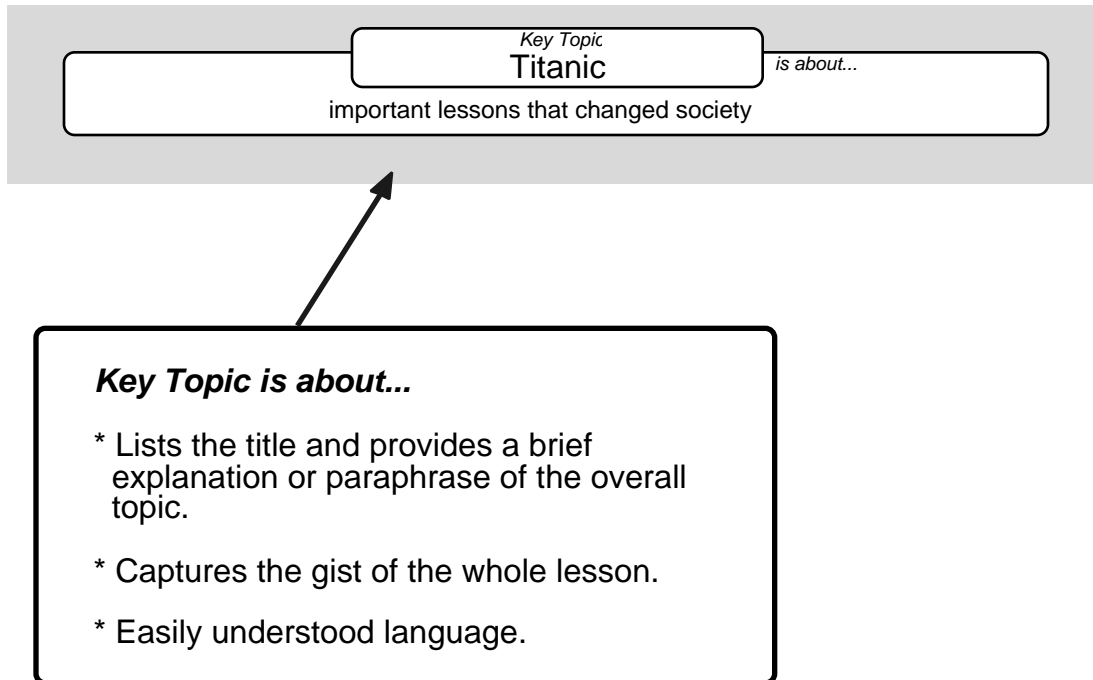 Key Topic
Titanic
is about...
important lessons that changed society
Key Topic is about...
* Lists the title and provides a brief
explanation or paraphrase of the overall
topic.
* Captures the gist of the whole lesson.
* Easily understood language.